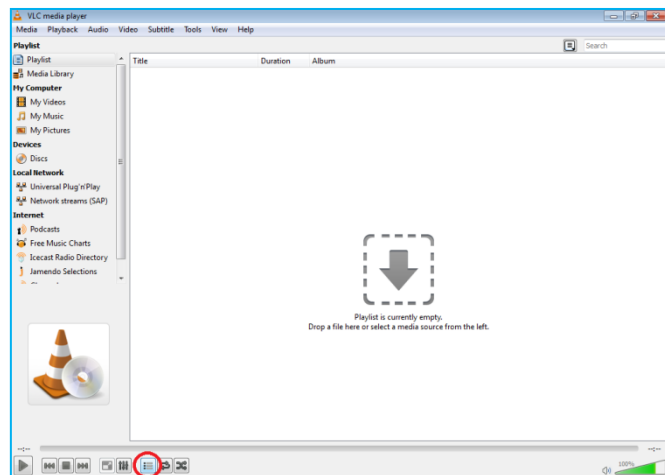 VLC media player
Media Playback Audio Video Subtitle Tools View Help
Playlist
Search
Playlist
Media Library
My Computer
My Videos
My Music
My Pictures
Devices
Discs
Local Network
Universal Plug'n'Play
Network streams (SAP)
Internet
Podcasts
Free Music Charts
Icecast Radio Directory
Jamendo Selections
Title Duration Album
Playlist is currently empty.
Drop a file here or select a media source from the left.
--:-- --:--
100%